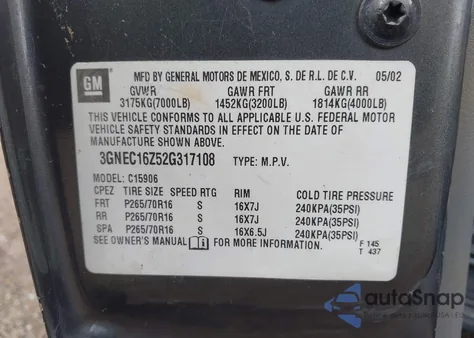 GM
MFD BY GENERAL MOTORS DE MEXICO, S. DE R.L. DE C.V. 05/02
GVWR GAWR FRT GAWR RR
3175KG(7000LB) 1452KG(3200LB) 1814KG(4000LB)
THIS VEHICLE CONFORMS TO ALL APPLICABLE U.S. FEDERAL MOTOR
VEHICLE SAFETY STANDARDS IN EFFECT ON THE DATE OF
MANUFACTURE SHOWN ABOVE.
3GNEC16Z52G317108 TYPE: M.P.V.
MODEL: C15906
CPEZ TIRE SIZE SPEED RTG RIM COLD TIRE PRESSURE
FRT P265/70R16 S 16X7J 240KPA(35PSI)
RR P265/70R16 S 16X7J 240KPA(35PSI)
SPA P265/70R16 S 16X6.5J 240KPA(35PSI)
SEE OWNER'S MANUAL i FOR MORE INFORMATION.
F 145
T 437
autoSnap